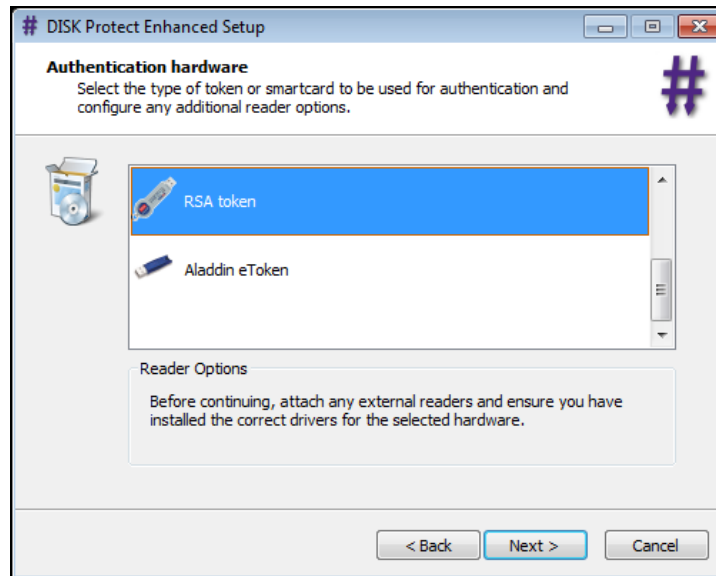 # DISK Protect Enhanced Setup
Authentication hardware
Select the type of token or smartcard to be used for authentication and
configure any additional reader options.
#
RSA token
Aladdin eToken
Reader Options
Before continuing, attach any external readers and ensure you have
installed the correct drivers for the selected hardware.
< Back
Next >
Cancel